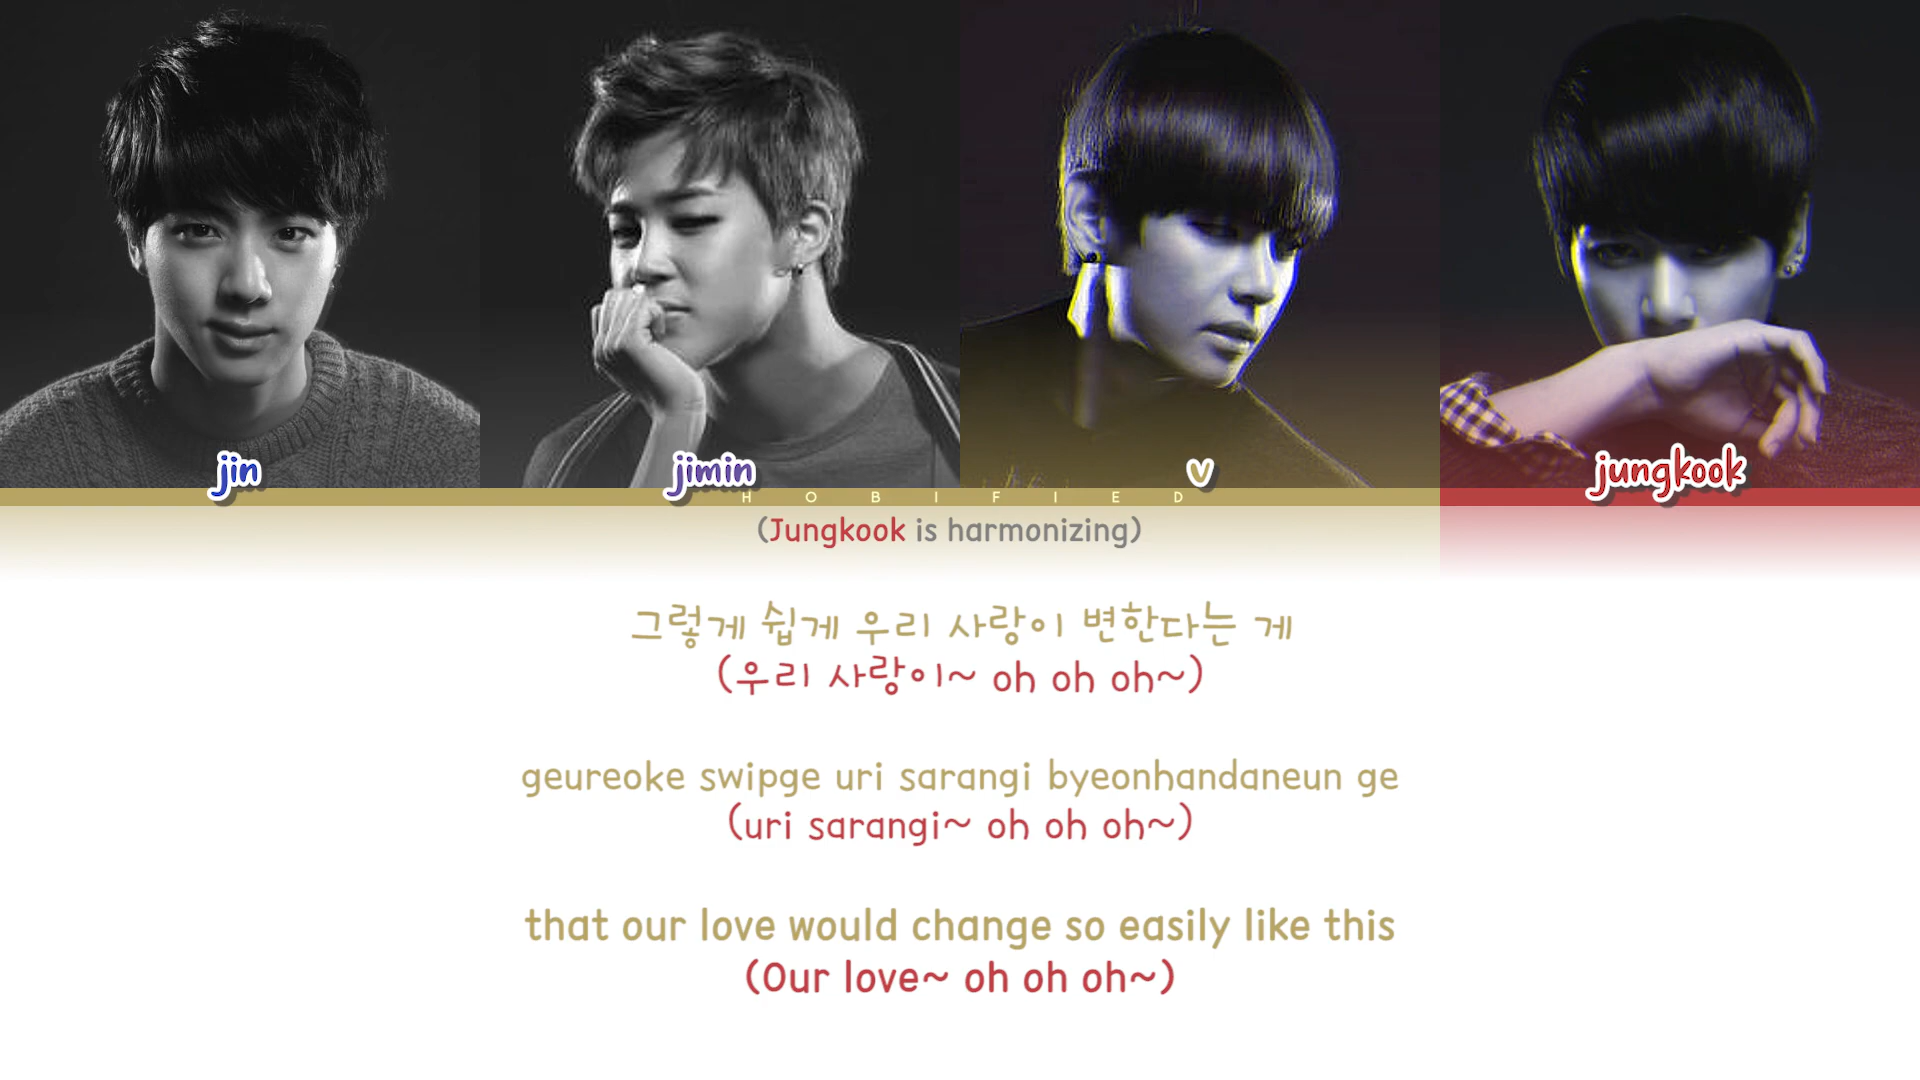 jin
jimin
v
jungkook
H O B I F I E D
(Jungkook is harmonizing)
그렇게 쉽게 우리 사랑이 변한다는 게
(우리 사랑이~ oh oh oh~)
geureoke swipge uri sarangi byeonhandaneun ge
(uri sarangi~ oh oh oh~)
that our love would change so easily like this
(Our love~ oh oh oh~)